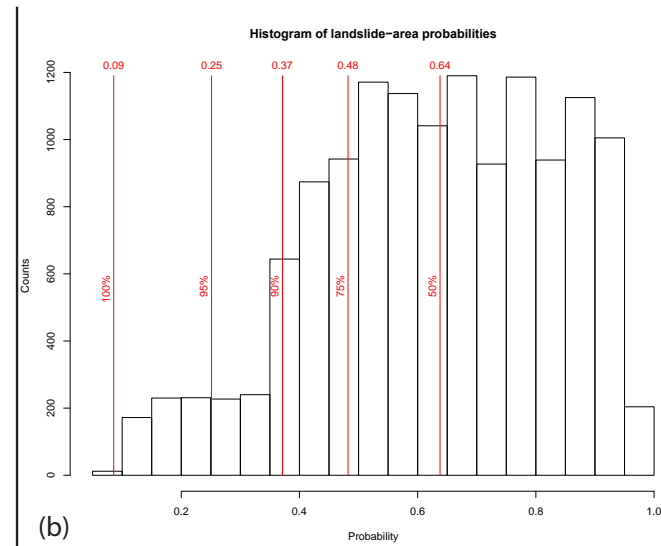 Histogram of landslide−area probabilities
0.09 0.25 0.37 0.48 0.64
1200
1000
800
600
400
200
0
Counts
100% 95% 90% 75% 50%
0.2 0.4 0.6 0.8 1.0
Probability
(b)